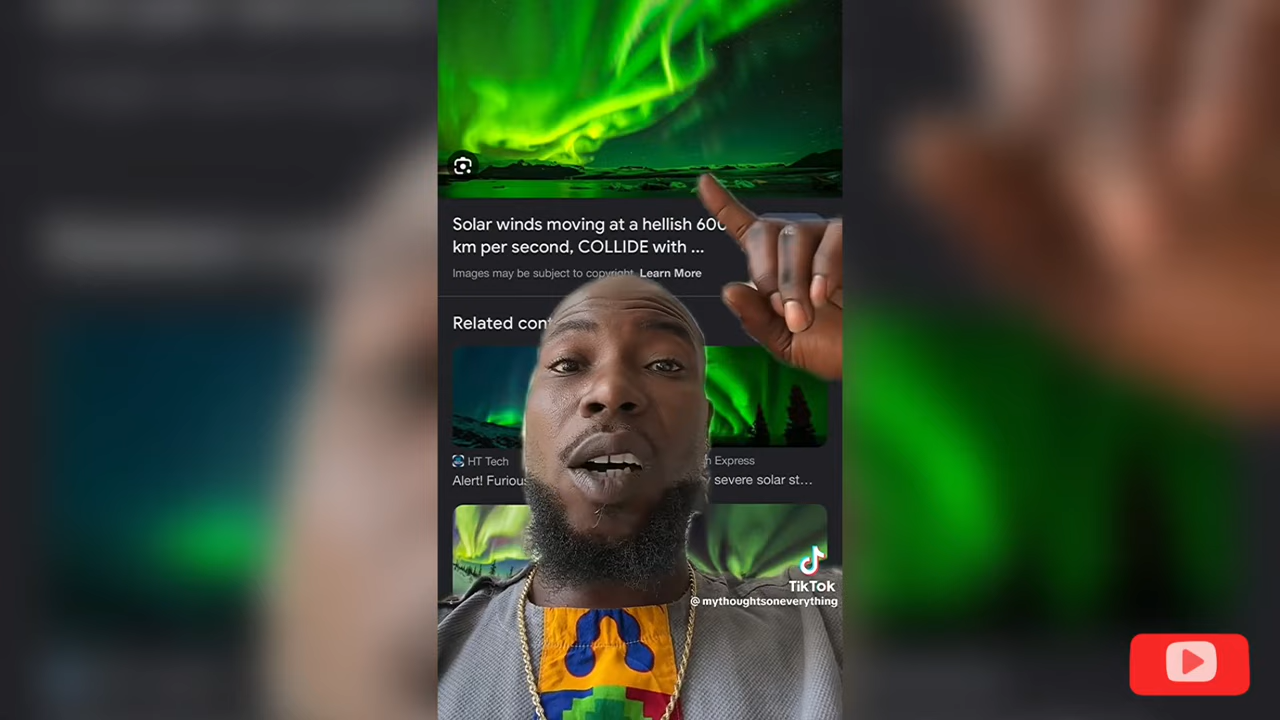 Solar winds moving at a hellish 600
km per second, COLLIDE with ...
Images may be subject to copyright. Learn More
Related
HT Tech
Express
Alert!
severe solar st...
TikTok
@mythoughtsoneverything